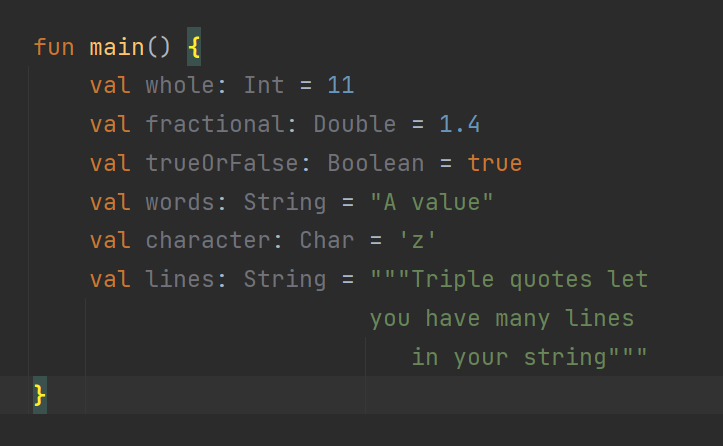 fun main() {
    val whole: Int = 11
    val fractional: Double = 1.4
    val trueOrFalse: Boolean = true
    val words: String = "A value"
    val character: Char = 'z'
    val lines: String = """Triple quotes let
                        you have many lines
                           in your string"""
}